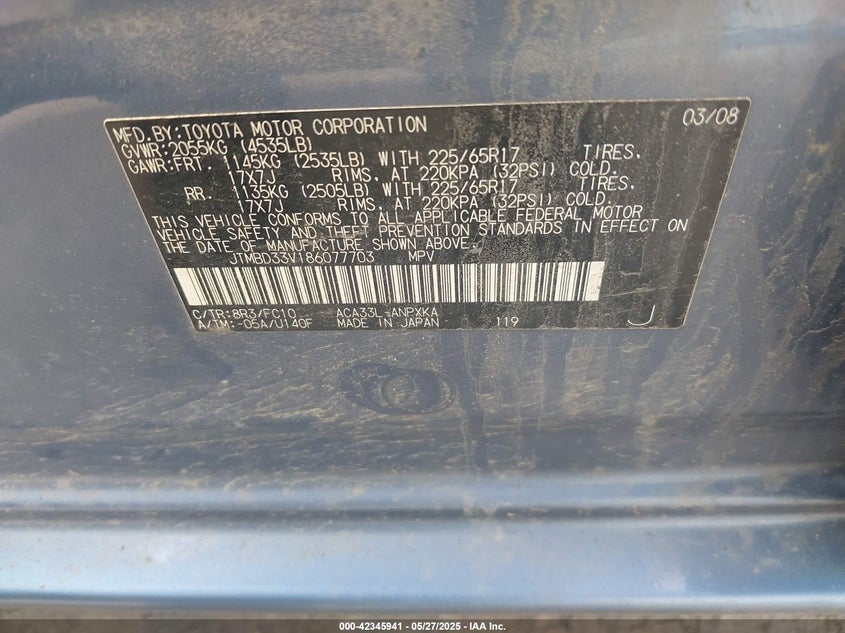 MFD.BY:TOYOTA MOTOR CORPORATION 03/08
GVWR:2055KG (4535LB)
GAWR:FRT. 1145KG (2535LB) WITH 225/65R17 TIRES.
17X7J RIMS. AT 220KPA (32PSI) COLD.
RR. 1135KG (2505LB) WITH 225/65R17 TIRES.
17X7J RIMS. AT 220KPA (32PSI) COLD.
THIS VEHICLE CONFORMS TO ALL APPLICABLE FEDERAL MOTOR
VEHICLE SAFETY AND THEFT PREVENTION STANDARDS IN EFFECT ON
THE DATE OF MANUFACTURE SHOWN ABOVE.
JTMBD33V186077703 MPV
C/TR:8R3/FC10 ACA33L-ANPXKA
A/TM:-05A/U140F MADE IN JAPAN 119 J
000-42345941 - 05/27/2025 - IAA Inc.